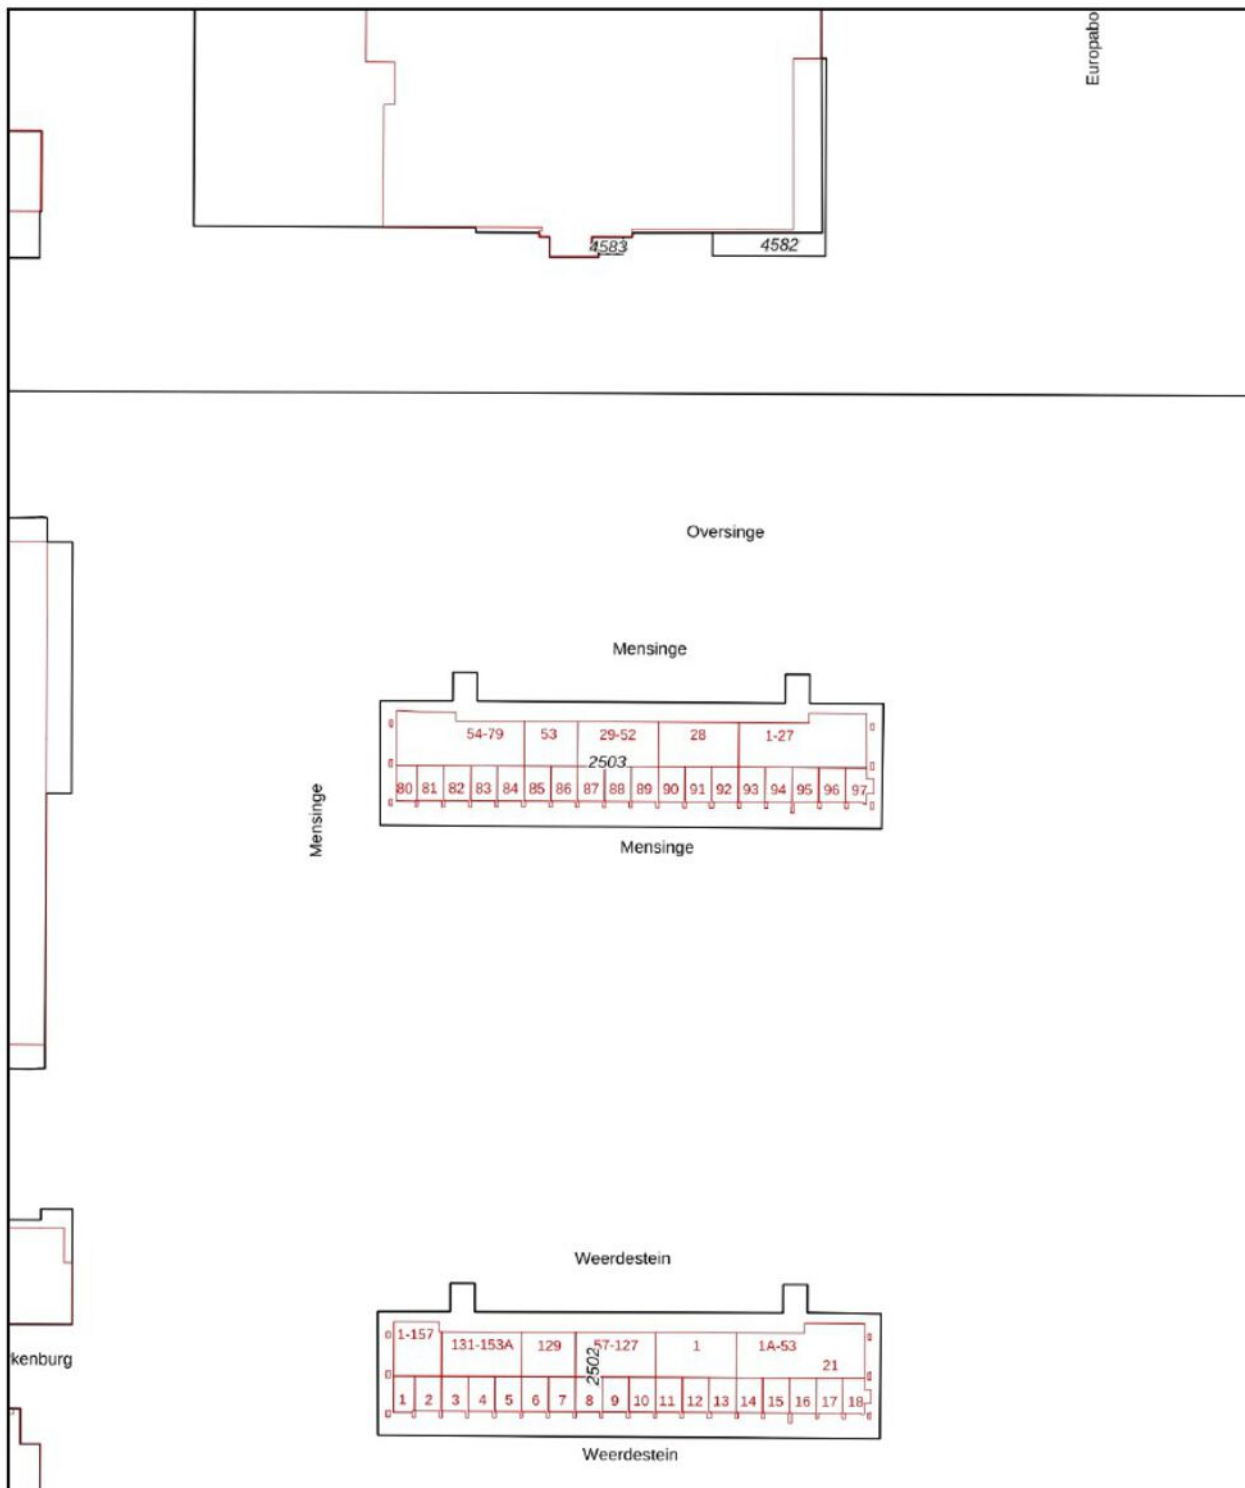 Europabo
4583
4582
Oversinge
Mensinge
54-79 53 29-52 28 1-27
2503
80 81 82 83 84 85 86 87 88 89 90 91 92 93 94 95 96 97
Mensinge
Mensinge
Weerdestein
1-157 131-153A 129 57-127 1 1A-53
21
2502
1 2 3 4 5 6 7 8 9 10 11 12 13 14 15 16 17 18
rkenburg
Weerdestein